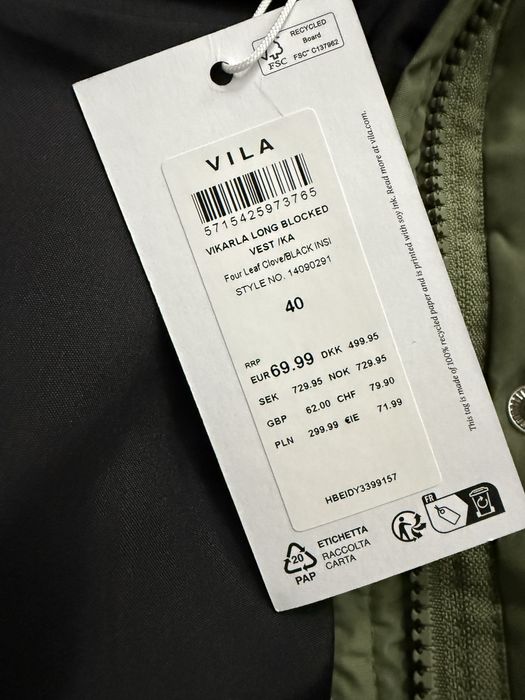 RECYCLED
Board
FSC® C137962
FSC
VILA
5715425973765
VIKARLA LONG BLOCKED
VEST /KA
Four Leaf Clove/BLACK INSI
STYLE NO. 14090291
40
RRP
EUR 69.99 DKK 499.95
SEK 729.95 NOK 729.95
GBP 62.00 CHF 79.90
PLN 299.99 €IE 71.99
HBEIDY3399157
This tag is made of 100% recycled paper and is printed with soy ink. Read more at vila.com.
20
PAP
ETICHETTA
RACCOLTA
CARTA
FR